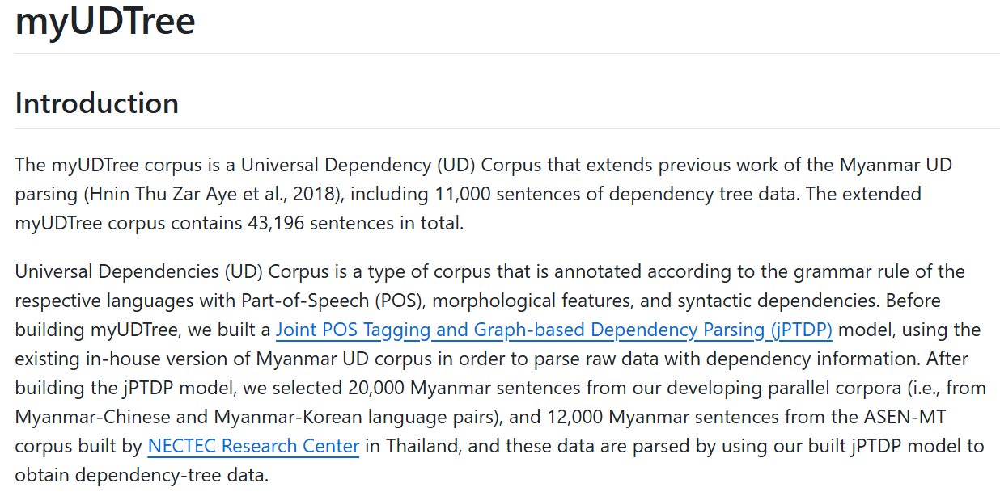 myUDTree
Introduction
The myUDTree corpus is a Universal Dependency (UD) Corpus that extends previous work of the Myanmar UD
parsing (Hnin Thu Zar Aye et al., 2018), including 11,000 sentences of dependency tree data. The extended
myUDTree corpus contains 43,196 sentences in total.
Universal Dependencies (UD) Corpus is a type of corpus that is annotated according to the grammar rule of the
respective languages with Part-of-Speech (POS), morphological features, and syntactic dependencies. Before
building myUDTree, we built a Joint POS Tagging and Graph-based Dependency Parsing (jPTDP) model, using the
existing in-house version of Myanmar UD corpus in order to parse raw data with dependency information. After
building the jPTDP model, we selected 20,000 Myanmar sentences from our developing parallel corpora (i.e., from
Myanmar-Chinese and Myanmar-Korean language pairs), and 12,000 Myanmar sentences from the ASEN-MT
corpus built by NECTEC Research Center in Thailand, and these data are parsed by using our built jPTDP model to
obtain dependency-tree data.